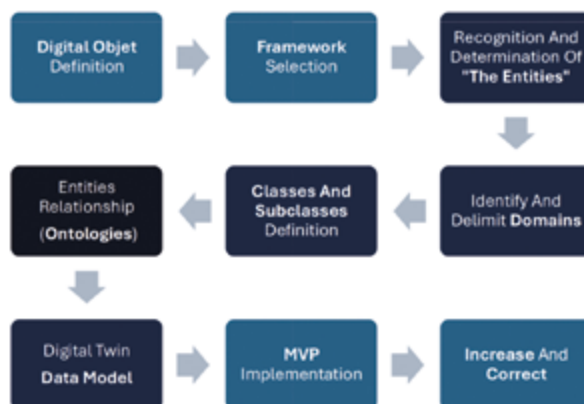 Digital Objet
Definition
Framework
Selection
Recognition And
Determination Of
"The Entities"
Entities
Relationship
(Ontologies)
Classes And
Subclasses
Definition
Identify And
Delimit Domains
Digital Twin
Data Model
MVP
Implementation
Increase And
Correct